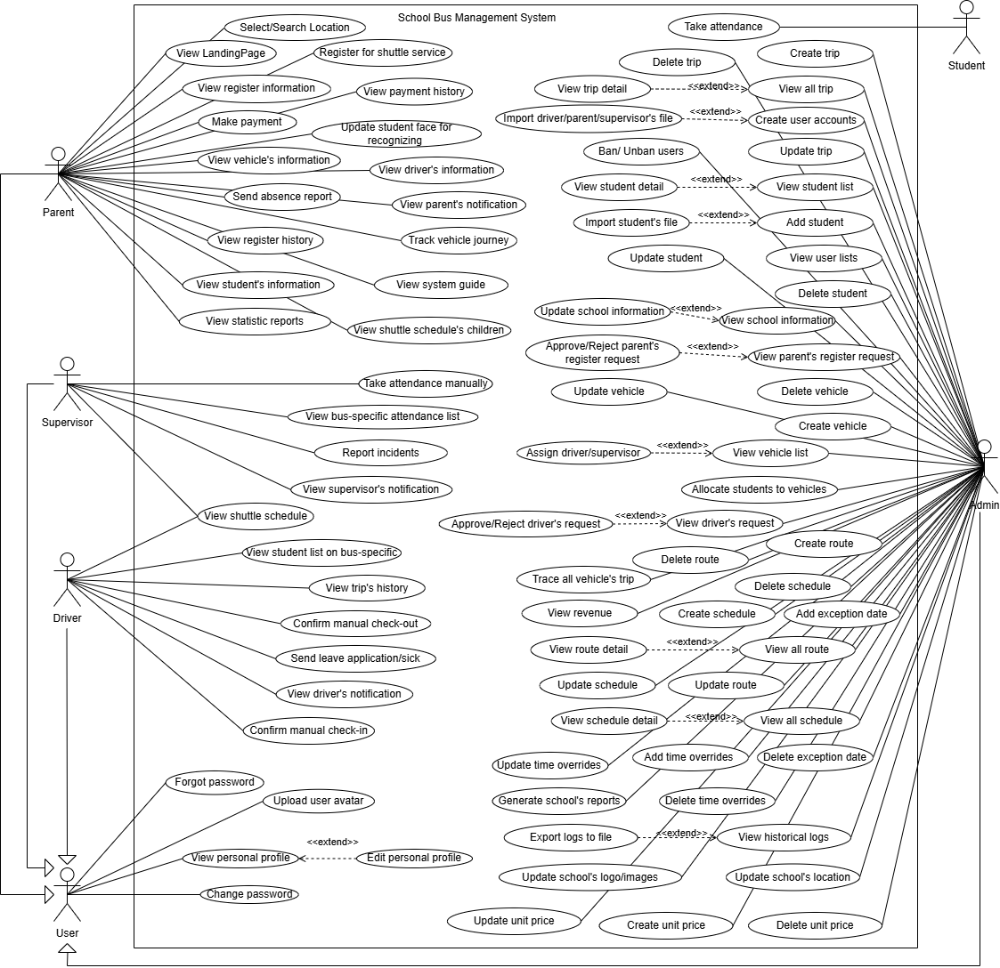 School Bus Management System
Select/Search Location
View LandingPage
Register for shuttle service
View register information
View payment history
Make payment
Update student face for
recognizing
View vehicle's information
View driver's information
Send absence report
View parent's notification
View register history
Track vehicle journey
View student's information
View system guide
View statistic reports
View shuttle schedule's children
Parent
Supervisor
Take attendance manually
View bus-specific attendance list
Report incidents
View supervisor's notification
View shuttle schedule
View student list on bus-specific
Driver
View trip's history
Confirm manual check-out
Send leave application/sick
View driver's notification
Confirm manual check-in
Forgot password
Upload user avatar
View personal profile
<<extend>>
Edit personal profile
Change password
User
Take attendance
Student
Create trip
Delete trip
View trip detail
<<extend>>
View all trip
Import driver/parent/supervisor's file
<<extend>>
Create user accounts
Ban/ Unban users
Update trip
View student detail
<<extend>>
View student list
Import student's file
<<extend>>
Add student
Update student
View user lists
Delete student
Update school information
<<extend>>
View school information
Approve/Reject parent's
register request
<<extend>>
View parent's register request
Update vehicle
Delete vehicle
Create vehicle
Assign driver/supervisor
<<extend>>
View vehicle list
Allocate students to vehicles
Admin
Approve/Reject driver's request
<<extend>>
View driver's request
Create route
Delete route
Trace all vehicle's trip
Delete schedule
View revenue
Create schedule
Add exception date
View route detail
<<extend>>
View all route
Update schedule
Update route
View schedule detail
<<extend>>
View all schedule
Update time overrides
Add time overrides
Delete exception date
Generate school's reports
Delete time overrides
Export logs to file
<<extend>>
View historical logs
Update school's logo/images
Update school's location
Update unit price
Create unit price
Delete unit price